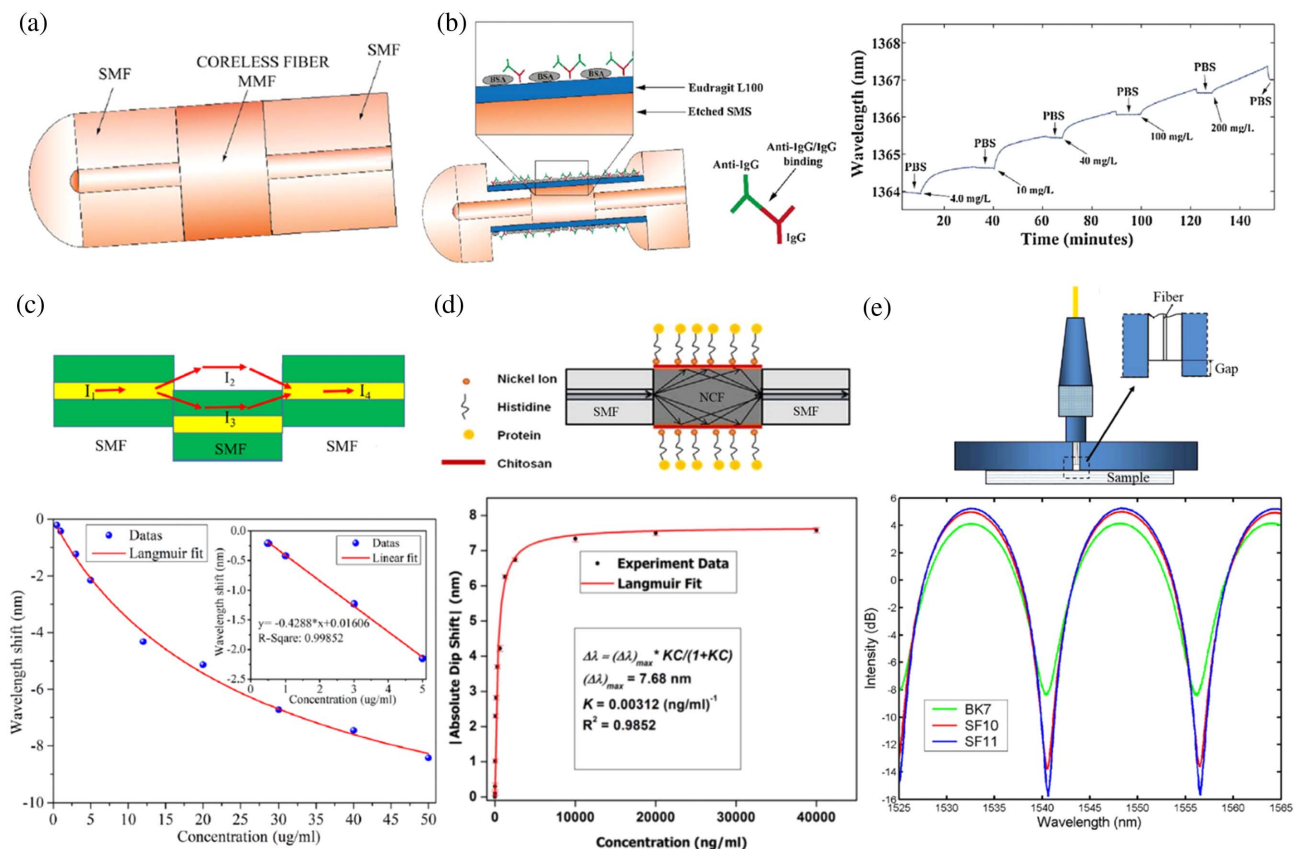 (a)
SMF
CORELESS FIBER
MMF
SMF
(b)
BSA
BSA
BSA
Eudragit L100
Etched SMS
Anti-IgG
Anti-IgG/IgG
binding
IgG
Wavelength (nm)
1368
1367
1366
1365
1364
PBS
4.0 mg/L
PBS
10 mg/L
PBS
40 mg/L
PBS
100 mg/L
PBS
200 mg/L
PBS
20 40 60 80 100 120 140
Time (minutes)
(c)
I1
I2
I3
I4
SMF
SMF
SMF
Wavelength shift (nm)
0
-2
-4
-6
-8
-10
Datas
Langmuir fit
Wavelength shift (nm)
0.0
-0.5
-1.0
-1.5
-2.0
-2.5
Datas
Linear fit
y= -0.4288*x+0.01606
R-Sqare: 0.99852
0 1 2 3 4 5
Concentration (ug/ml)
0 5 10 15 20 25 30 35 40 45 50
Concentration (ug/ml)
(d)
Nickel Ion
Histidine
Protein
Chitosan
SMF
NCF
SMF
|Absolute Dip Shift| (nm)
8
7
6
5
4
3
2
1
0
Experiment Data
Langmuir Fit
Δλ = (Δλ)max * KC/(1+KC)
(Δλ)max = 7.68 nm
K = 0.00312 (ng/ml)-1
R2 = 0.9852
0 10000 20000 30000 40000
Concentration (ng/ml)
(e)
Fiber
Gap
Sample
Intensity (dB)
6
4
2
0
-2
-4
-6
-8
-10
-12
-14
-16
BK7
SF10
SF11
1525 1530 1535 1540 1545 1550 1555 1560 1565
Wavelength (nm)